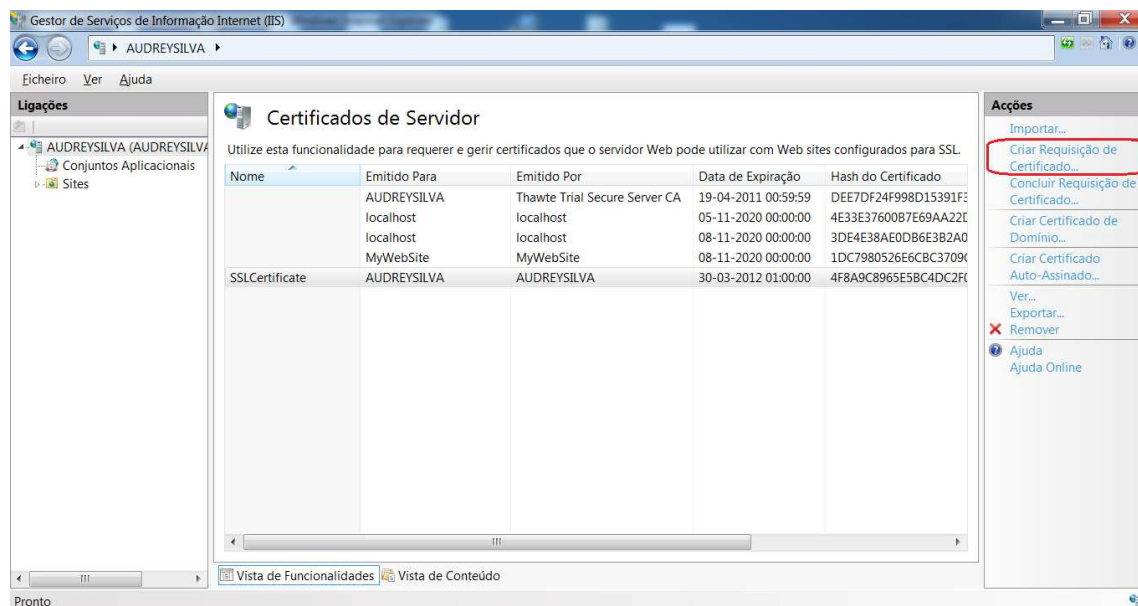 Gestor de Serviços de Informação Internet (IIS)
AUDREYSILVA
Ficheiro Ver Ajuda
Ligações
AUDREYSILVA (AUDREYSILVA
Conjuntos Aplicacionais
Sites
Certificados de Servidor
Utilize esta funcionalidade para requerer e gerir certificados que o servidor Web pode utilizar com Web sites configurados para SSL.
Nome Emitido Para Emitido Por Data de Expiração Hash do Certificado
AUDREYSILVA Thawte Trial Secure Server CA 19-04-2011 00:59:59 DEE7DF24F998D15391F3
localhost localhost 05-11-2020 00:00:00 4E33E37600B7E69AA22D
localhost localhost 08-11-2020 00:00:00 3DE4E38AE0DB6E3B2A0
MyWebSite MyWebSite 08-11-2020 00:00:00 1DC7980526E6CBC3709
SSLCertificate AUDREYSILVA AUDREYSILVA 30-03-2012 01:00:00 4F8A9C8965E5BC4DC2F
Vista de Funcionalidades Vista de Conteúdo
Acções
Importar...
Criar Requisição de
Certificado...
Concluir Requisição de
Certificado...
Criar Certificado de
Domínio...
Criar Certificado
Auto-Assinado...
Ver...
Exportar...
Remover
Ajuda
Ajuda Online
Pronto